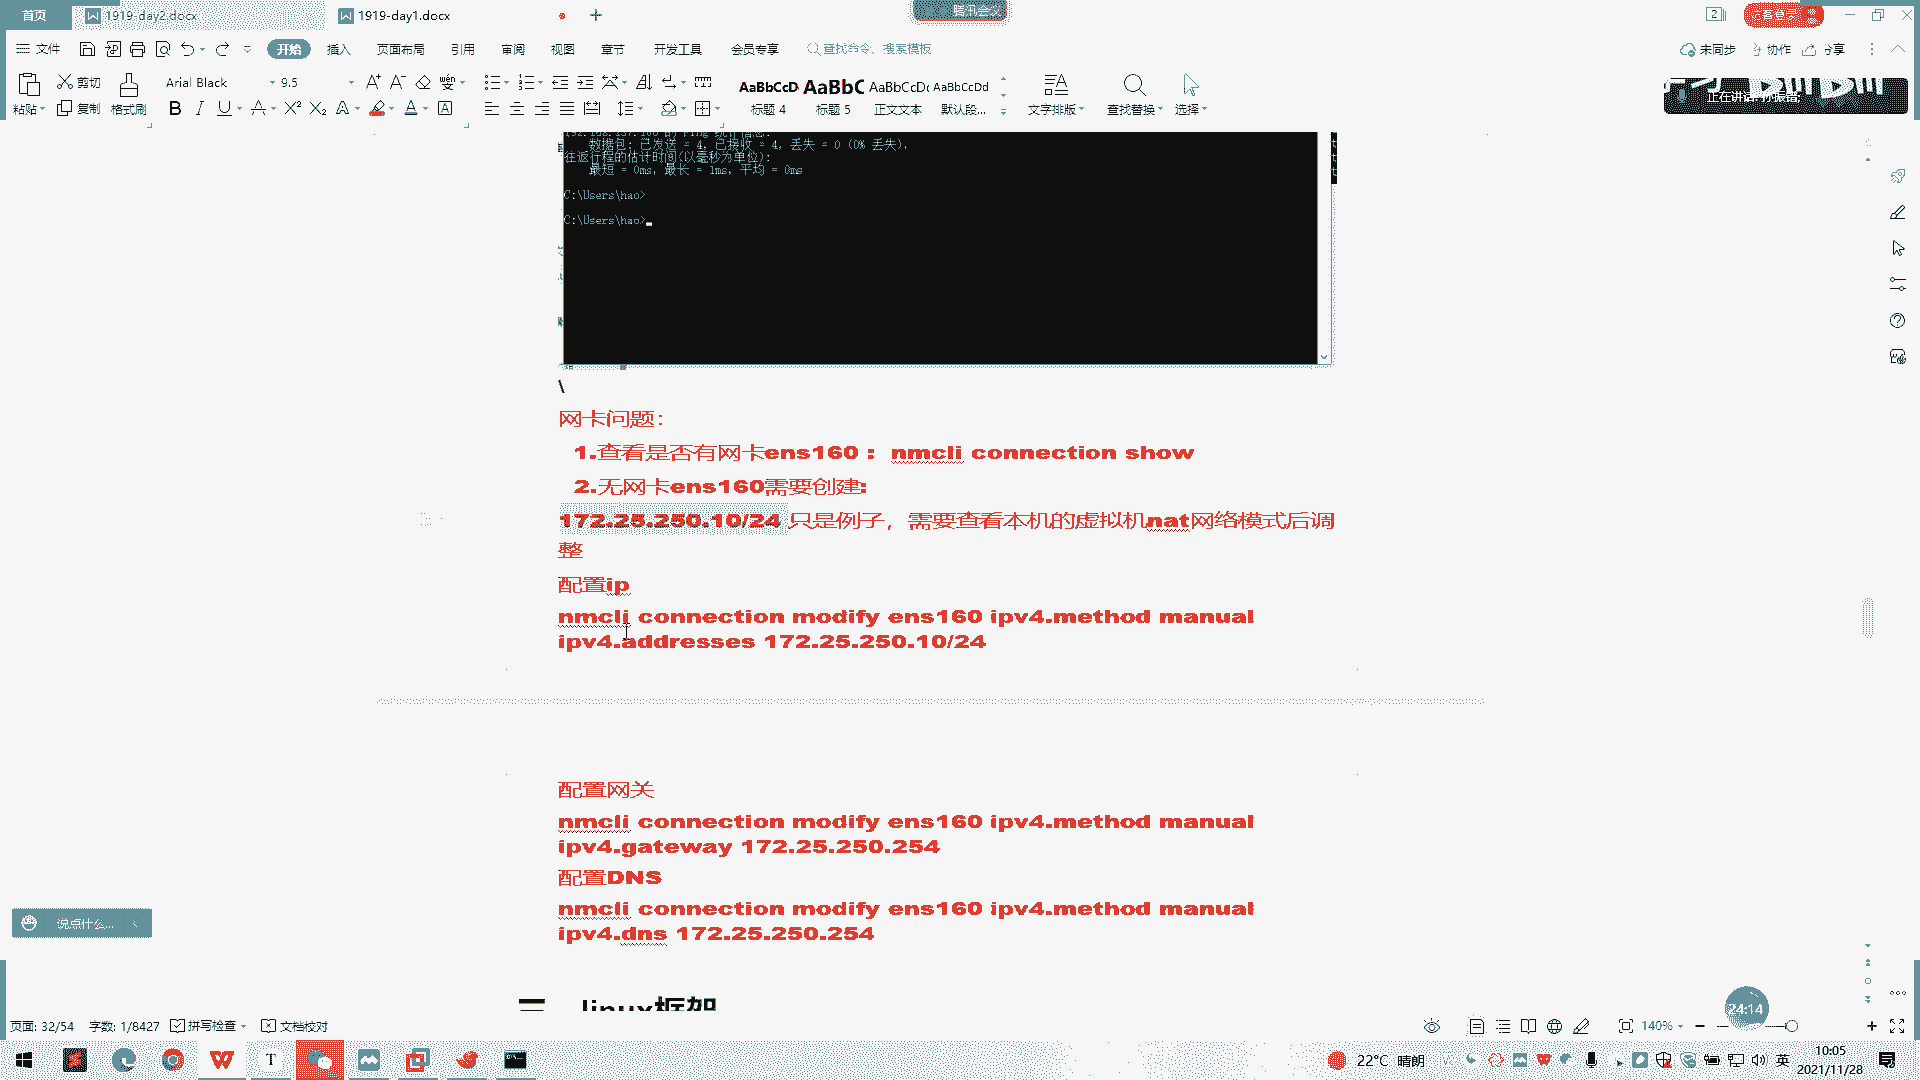 首页
1919-day2.docx
1919-day1.docx
腾讯会议
文件
开始
插入
页面布局
引用
审阅
视图
章节
开发工具
会员专享
查找命令、搜索模板
未同步
协作
分享
粘贴
剪切
复制
格式刷
Arial Black
9.5
AaBbCcD
标题 4
AaBbC
标题 5
AaBbCcD
正文文本
AaBbCcDd
默认段...
文字排版
查找替换
选择
正在讲话:
数据包: 已发送 = 4，已接收 = 4，丢失 = 0 (0% 丢失)，
往返行程的估计时间(以毫秒为单位):
最短 = 0ms，最长 = 1ms，平均 = 0ms
C:\Users\hao>
C:\Users\hao>
\
网卡问题：
1.查看是否有网卡ens160： nmcli connection show
2.无网卡ens160需要创建:
172.25.250.10/24 只是例子，需要查看本机的虚拟机nat网络模式后调
整
配置ip
nmcli connection modify ens160 ipv4.method manual
ipv4.addresses 172.25.250.10/24
配置网关
nmcli connection modify ens160 ipv4.method manual
ipv4.gateway 172.25.250.254
配置DNS
nmcli connection modify ens160 ipv4.method manual
ipv4.dns 172.25.250.254
说点什么...
24:14
页面: 32/54
字数: 1/8427
拼写检查
文档校对
140%
22°C 晴朗
英
10:05
2021/11/28